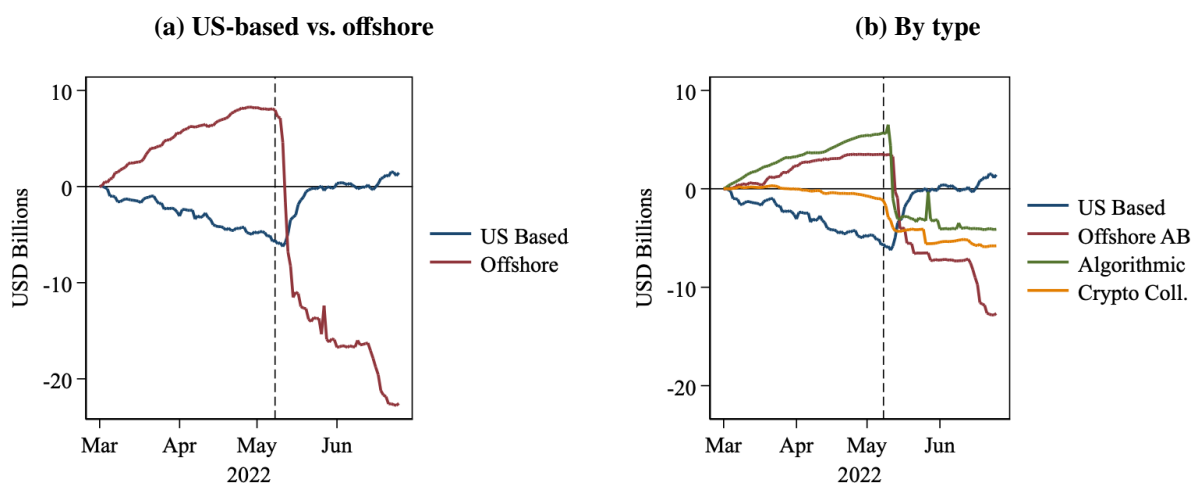 (a) US-based vs. offshore
USD Billions
10
0
-10
-20
Mar Apr May Jun
2022
US Based
Offshore
(b) By type
USD Billions
10
0
-10
-20
Mar Apr May Jun
2022
US Based
Offshore AB
Algorithmic
Crypto Coll.